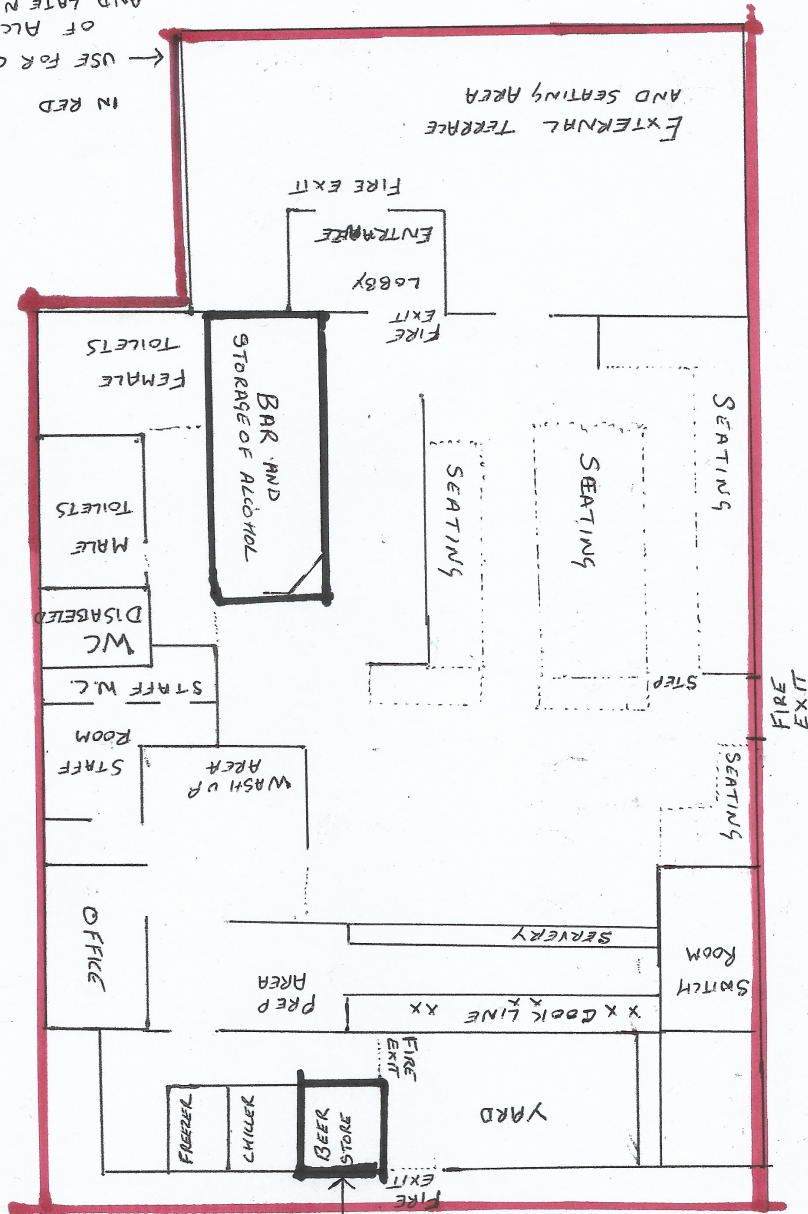 IN RED
USE FOR
OF
AND LATE
EXTERNAL TERRACE
AND SEATING AREA
FIRE EXIT
ENTRANCE
LOBBY
FIRE
EXIT
FEMALE
TOILETS
BAR AND
STORAGE OF ALCOHOL
SEATING
SEATING
SEATING
MALE
TOILETS
WC
DISABELED
STAFF W.C.
STEP
FIRE
EXIT
STAFF
ROOM
WASH UP
AREA
SEATING
OFFICE
SERVERY
SWITCH
ROOM
PREP
AREA
XX COOK LINE XX X X
FIRE
EXIT
FREEZER
CHILLER
BEER
STORE
YARD
FIRE
EXIT